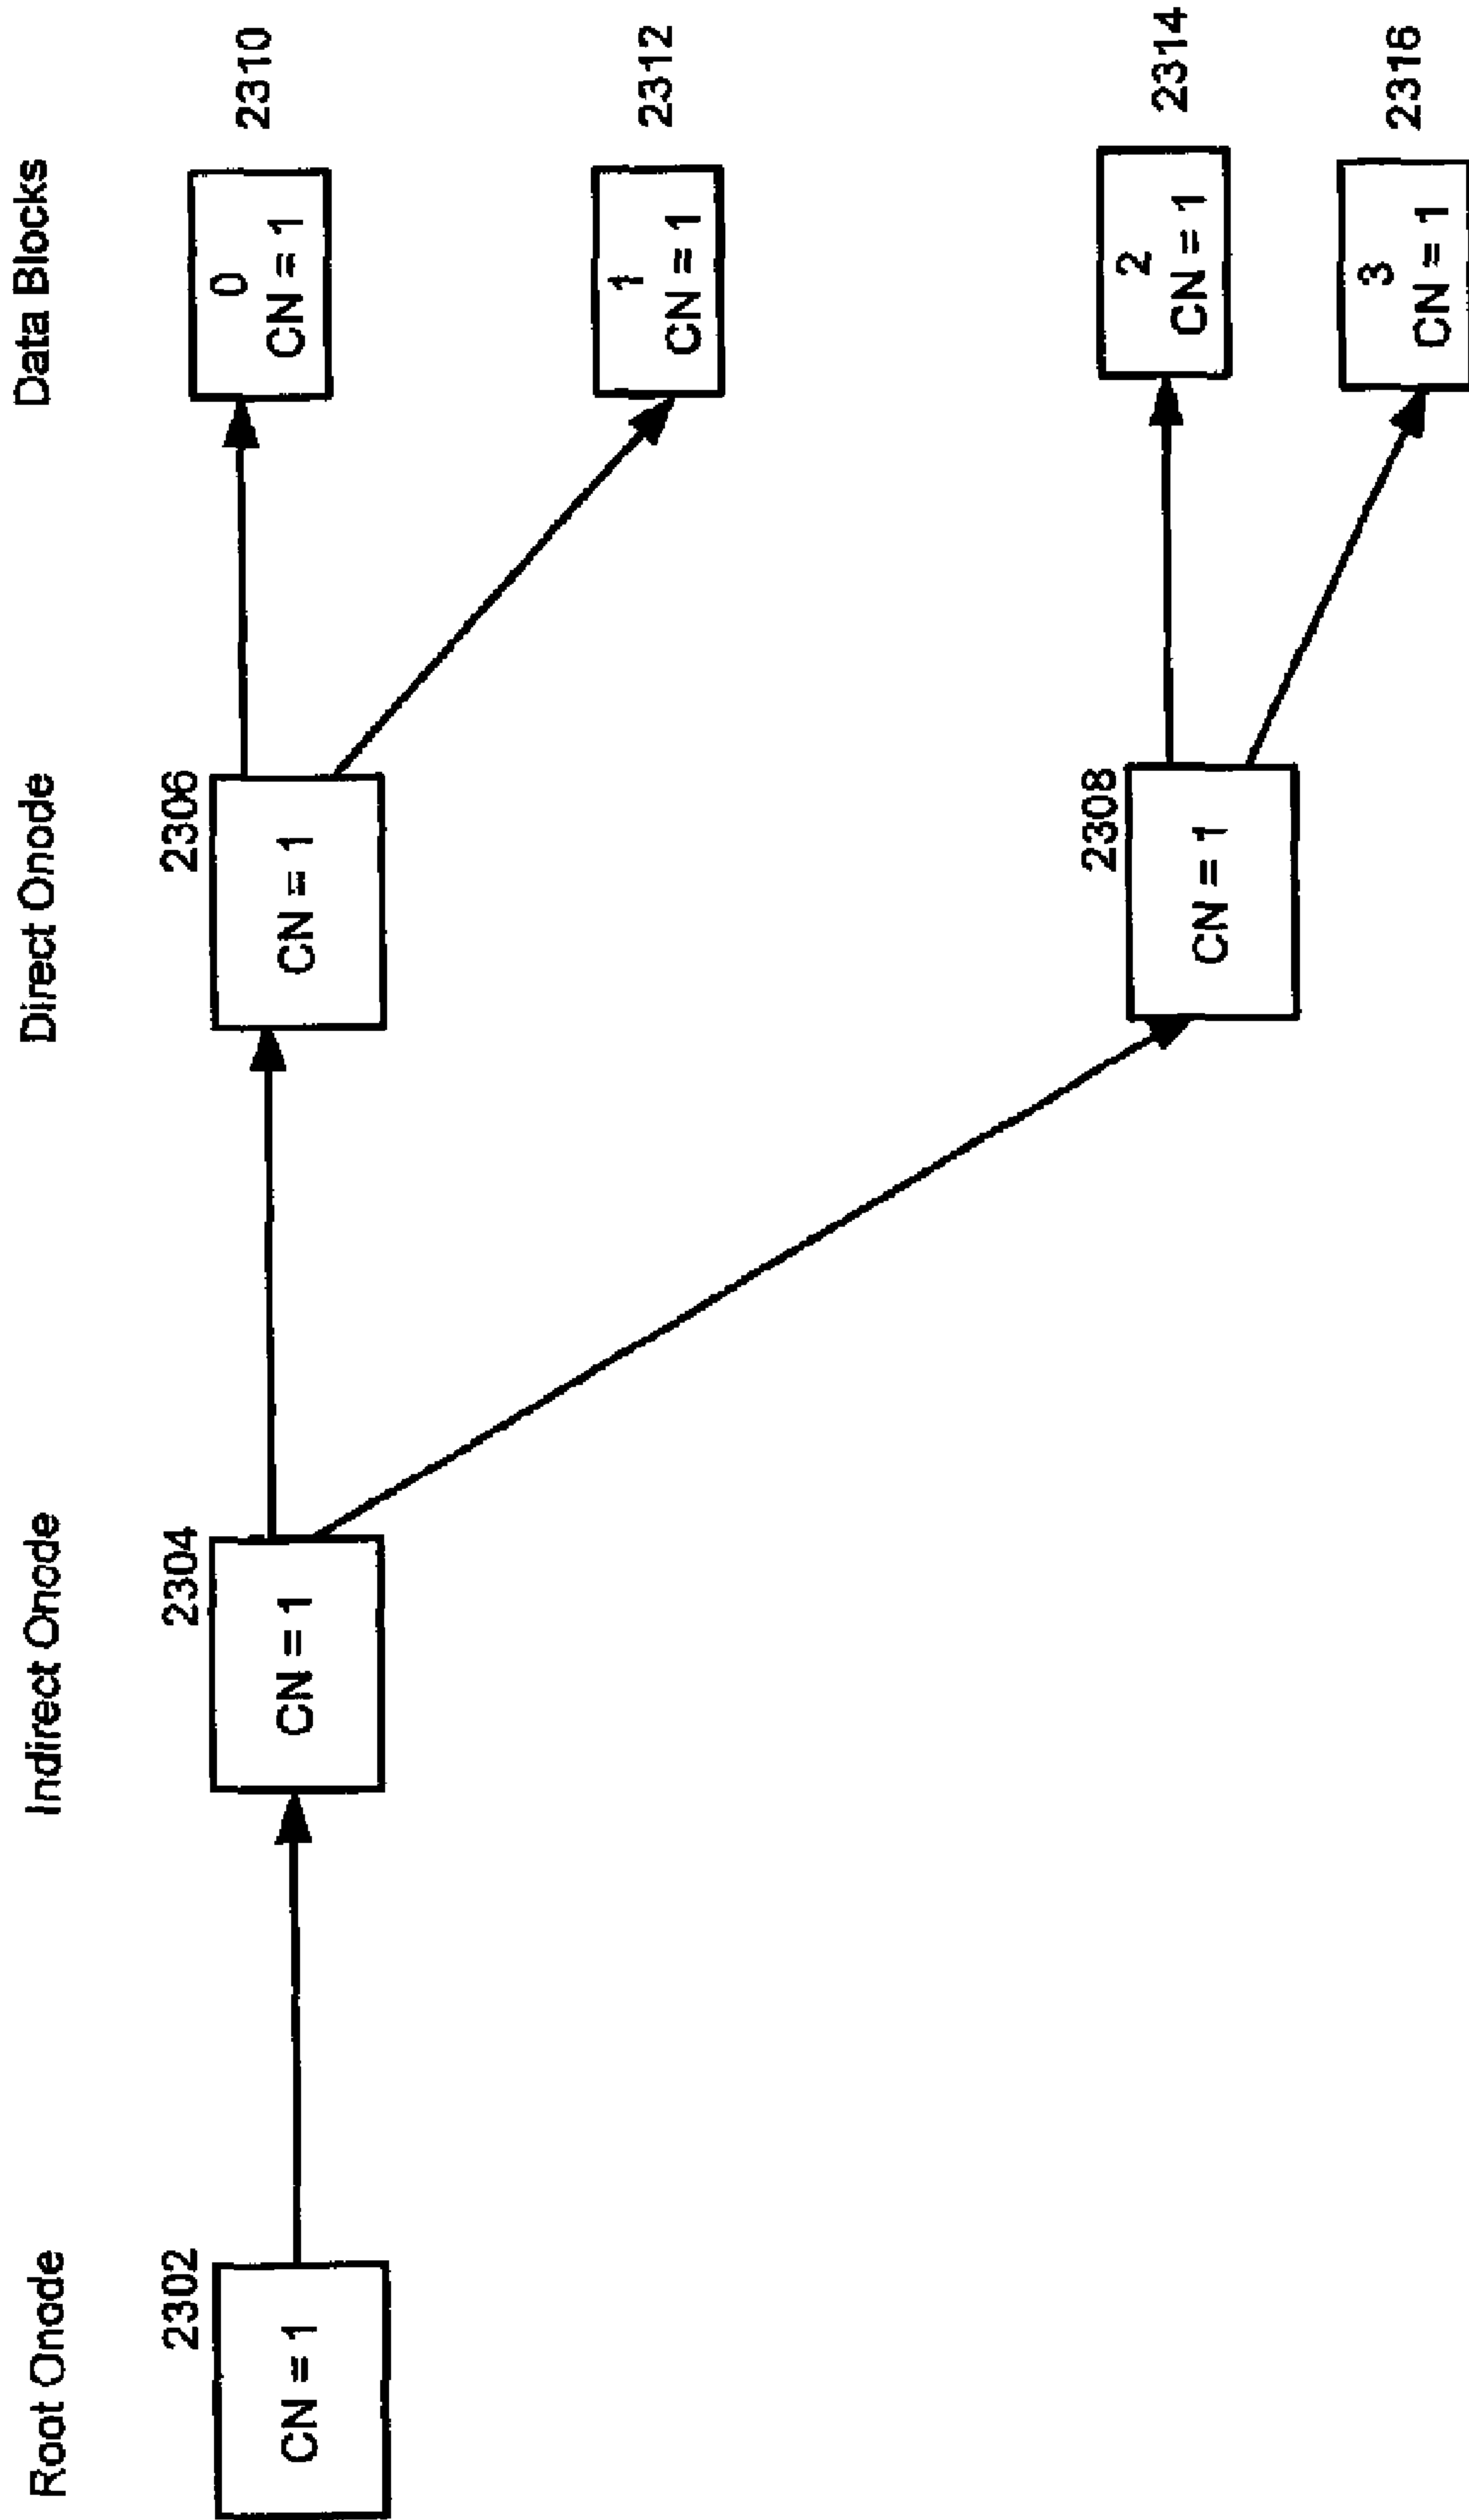 Root Onode
Indirect Onode
Direct Onode
Data Blocks
2302
CN = 1
2304
CN = 1
2306
CN = 1
2308
CN = 1
0
CN = 1
2310
1
CN = 1
2312
2
CN = 1
2314
3
CN = 1
2316